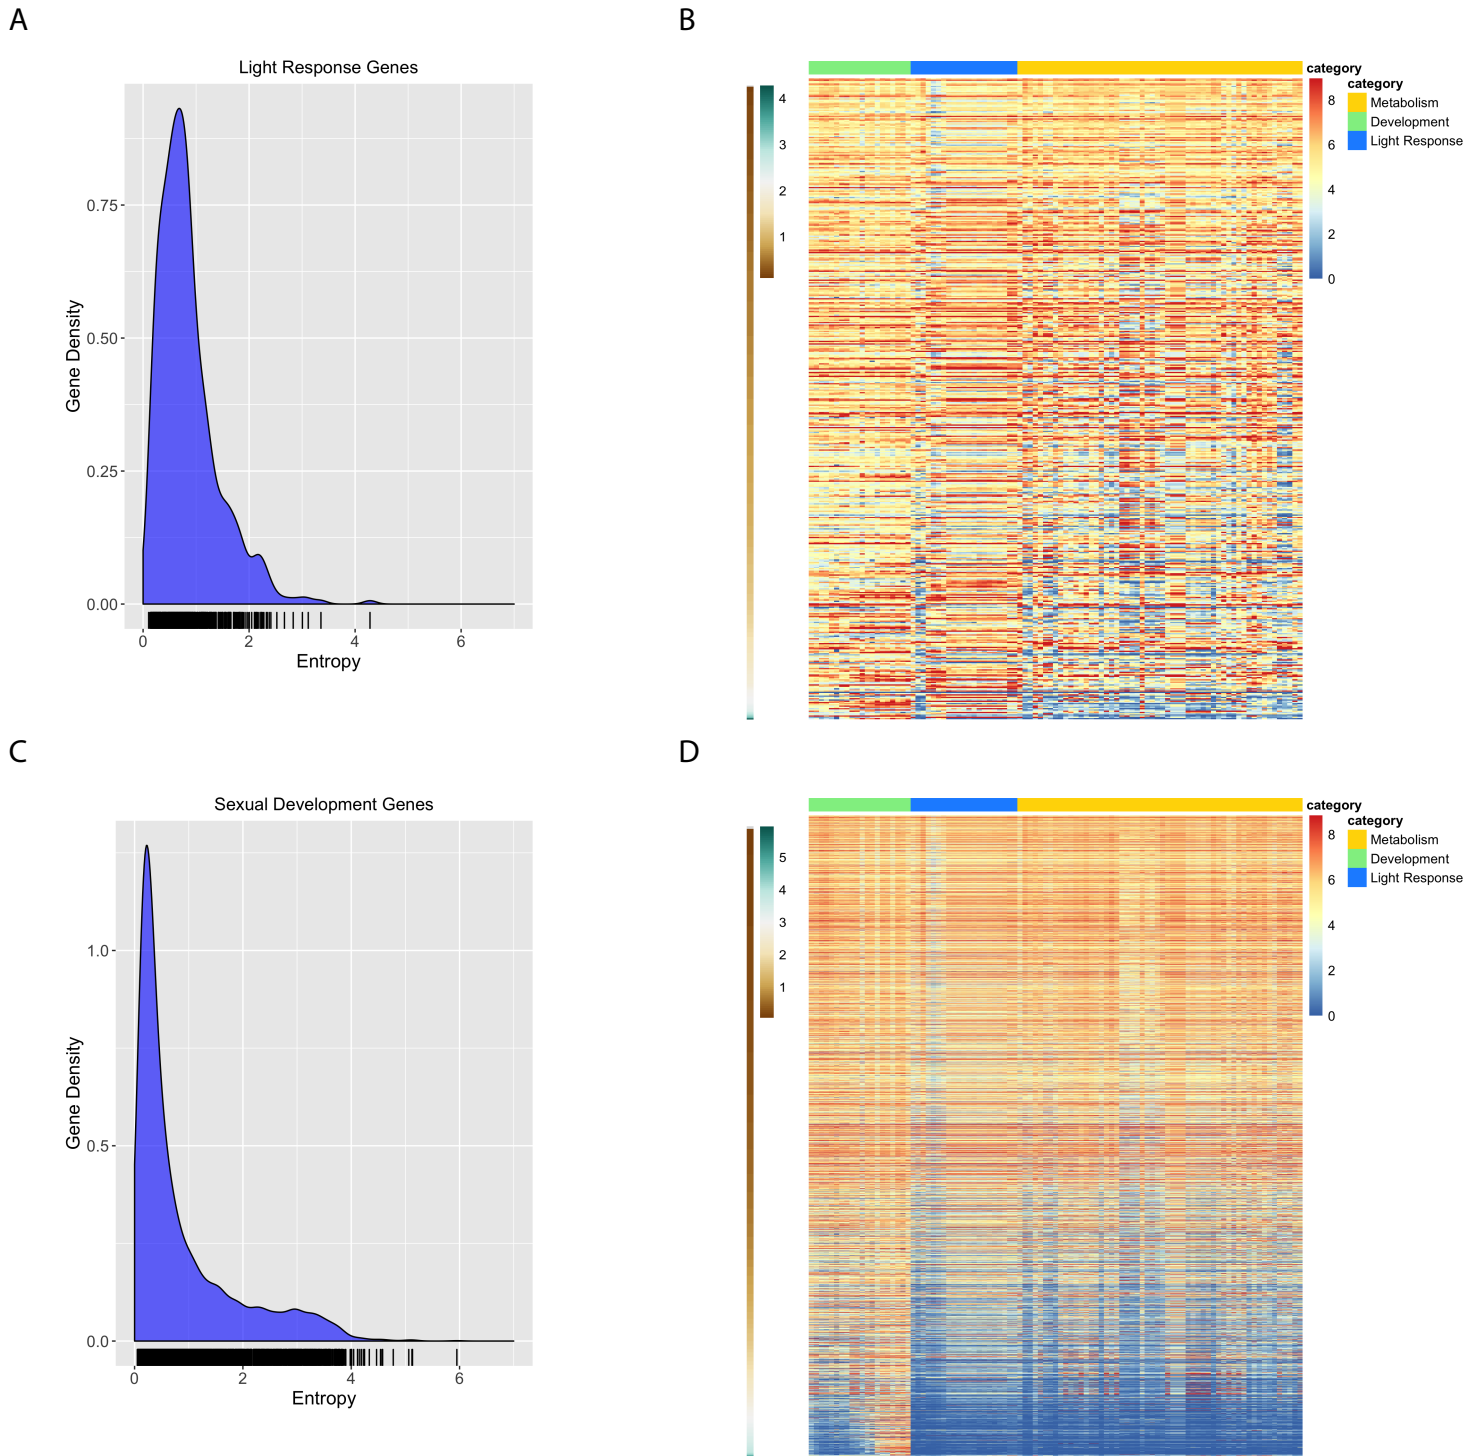 A
Light Response Genes
0.75
0.50
0.25
0.00
Gene Density
0 2 4 6
Entropy
B
4
3
2
1
category
8
6
4
2
0
category
Metabolism
Development
Light Response
C
Sexual Development Genes
1.0
0.5
0.0
Gene Density
0 2 4 6
Entropy
D
5
4
3
2
1
category
8
6
4
2
0
category
Metabolism
Development
Light Response